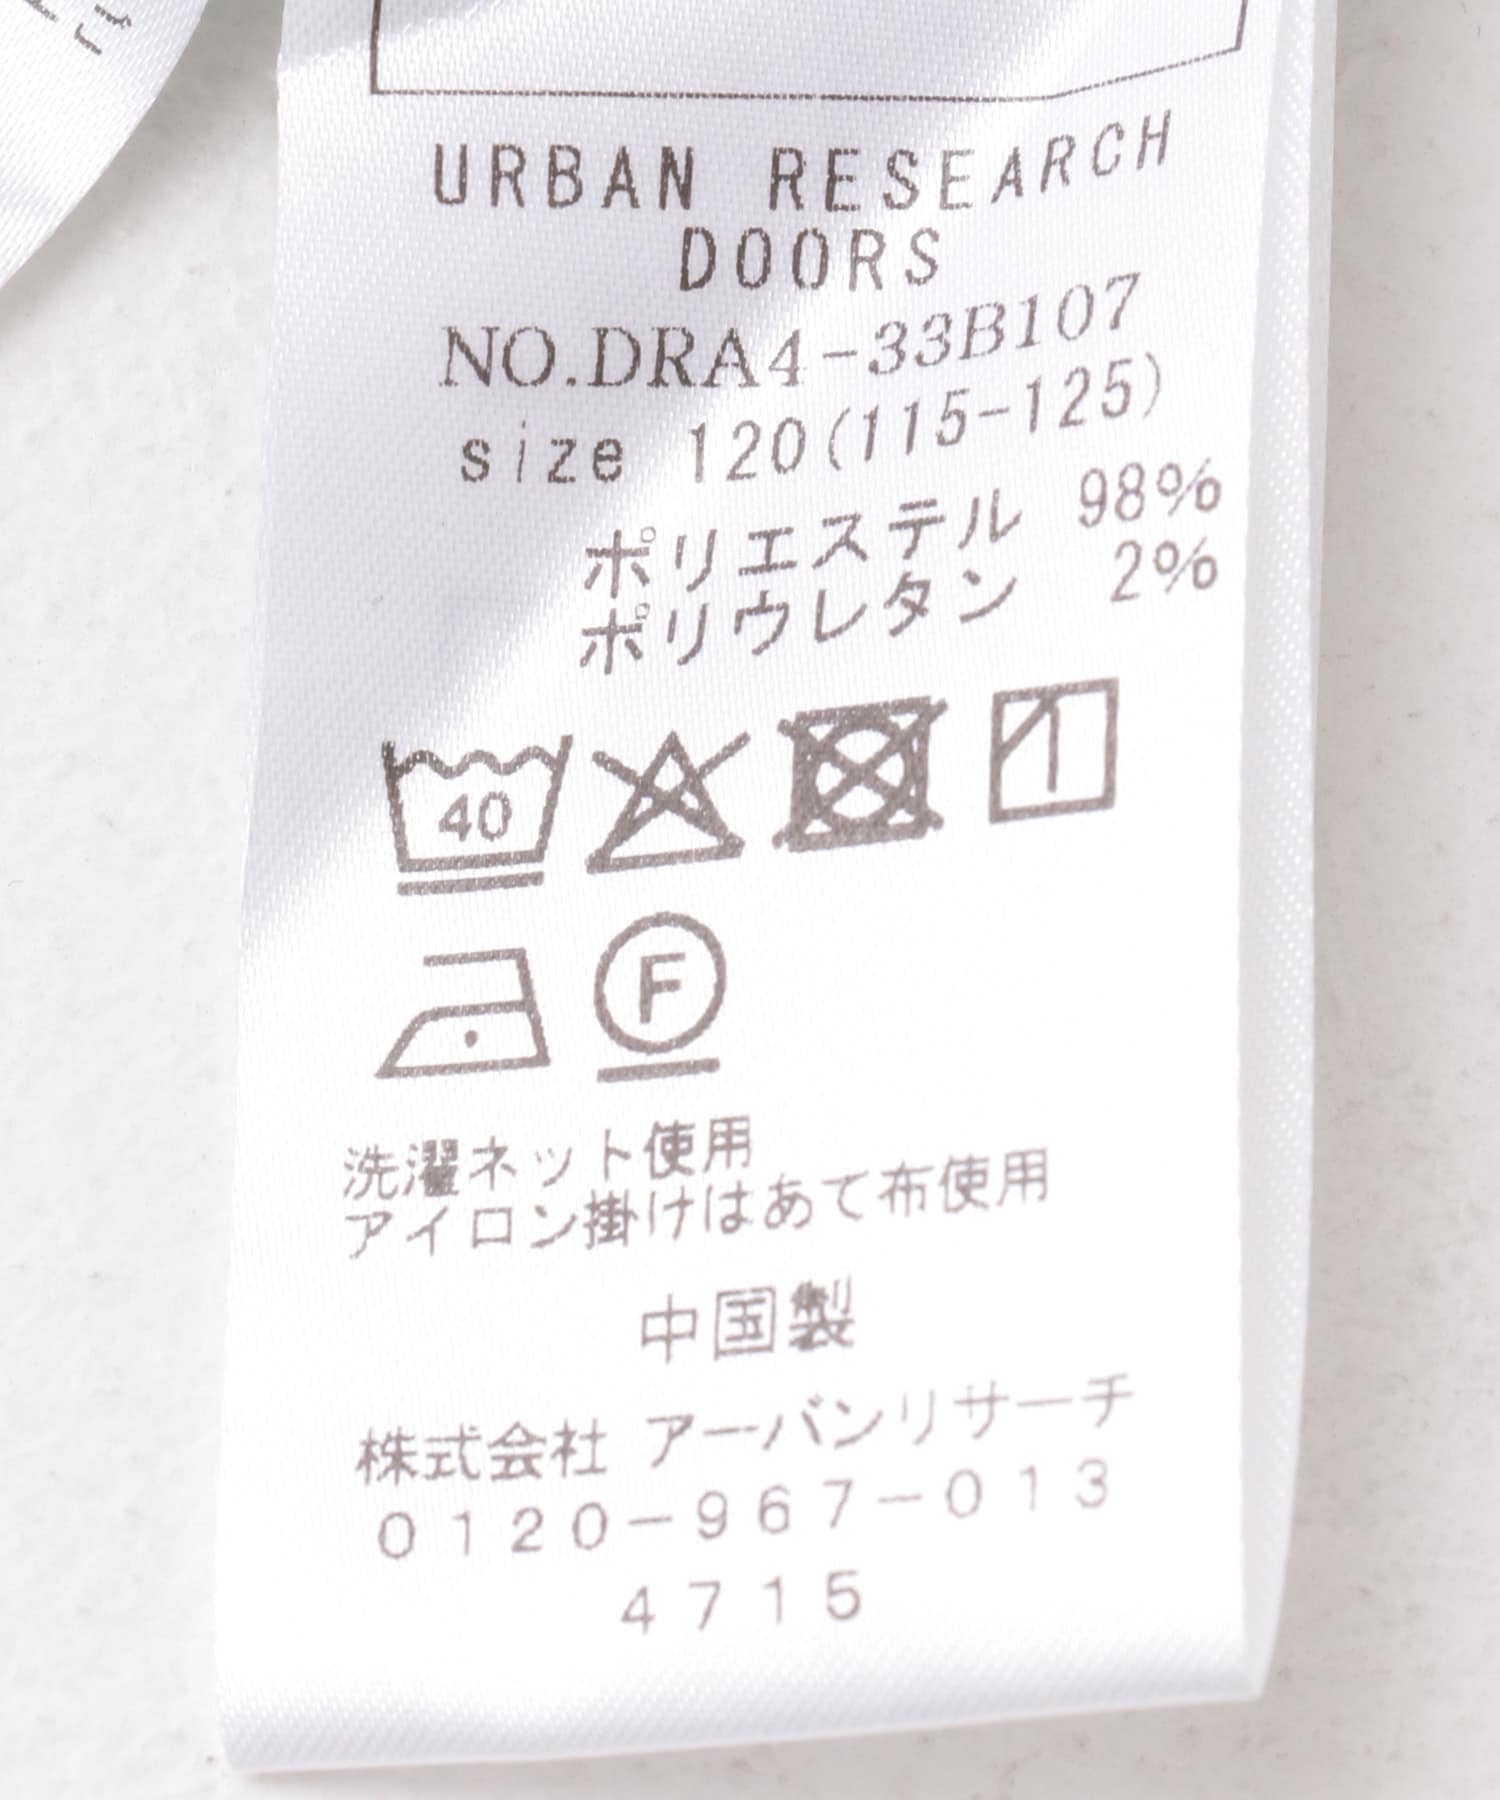 URBAN RESEARCH
DOORS
NO.DRA4-33B107
size 120(115-125)
ポリエステル 98%
ポリウレタン 2%
40
F
洗濯ネット使用
アイロン掛けはあて布使用
中国製
株式会社 アーバンリサーチ
0120-967-013
4715